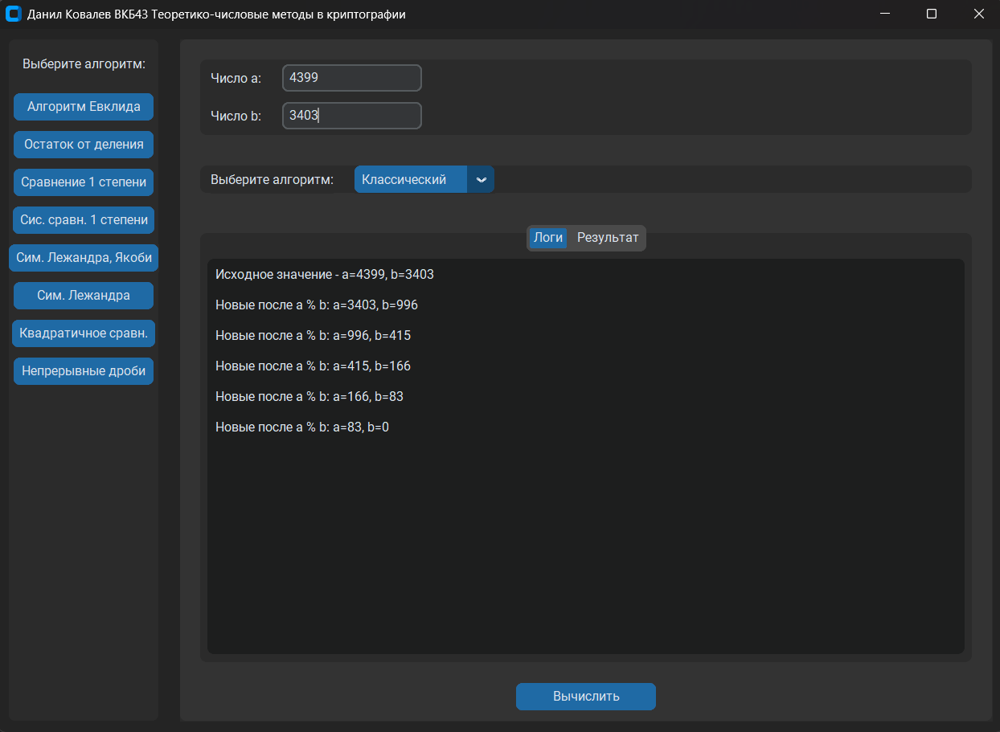 Данил Ковалев ВКБ43 Теоретико-числовые методы в криптографии
Выберите алгоритм:
Алгоритм Евклида
Остаток от деления
Сравнение 1 степени
Сис. сравн. 1 степени
Сим. Лежандра, Якоби
Сим. Лежандра
Квадратичное сравн.
Непрерывные дроби
Число a: 4399
Число b: 3403
Выберите алгоритм: Классический
Логи Результат
Исходное значение - a=4399, b=3403
Новые после a % b: a=3403, b=996
Новые после a % b: a=996, b=415
Новые после a % b: a=415, b=166
Новые после a % b: a=166, b=83
Новые после a % b: a=83, b=0
Вычислить